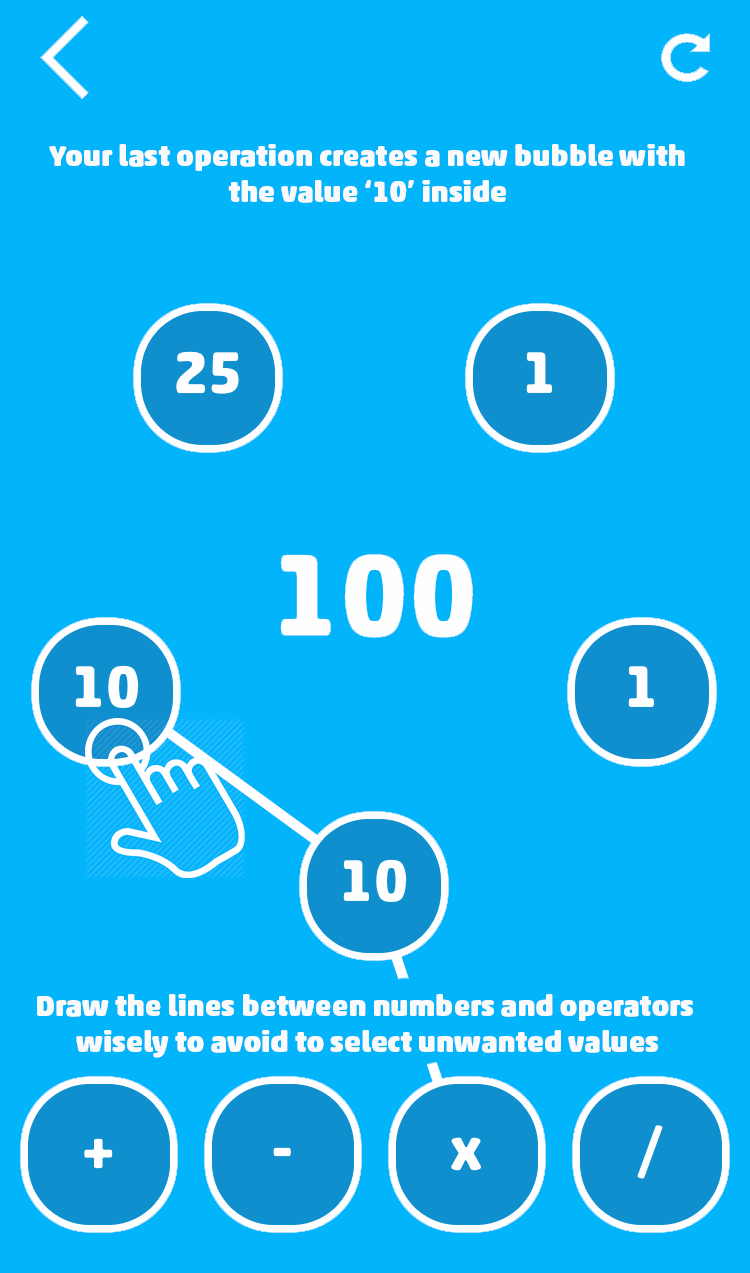 Your last operation creates a new bubble with
the value ‘10’ inside
25 1
100
10 1
10
Draw the lines between numbers and operators
wisely to avoid to select unwanted values
+ - x /